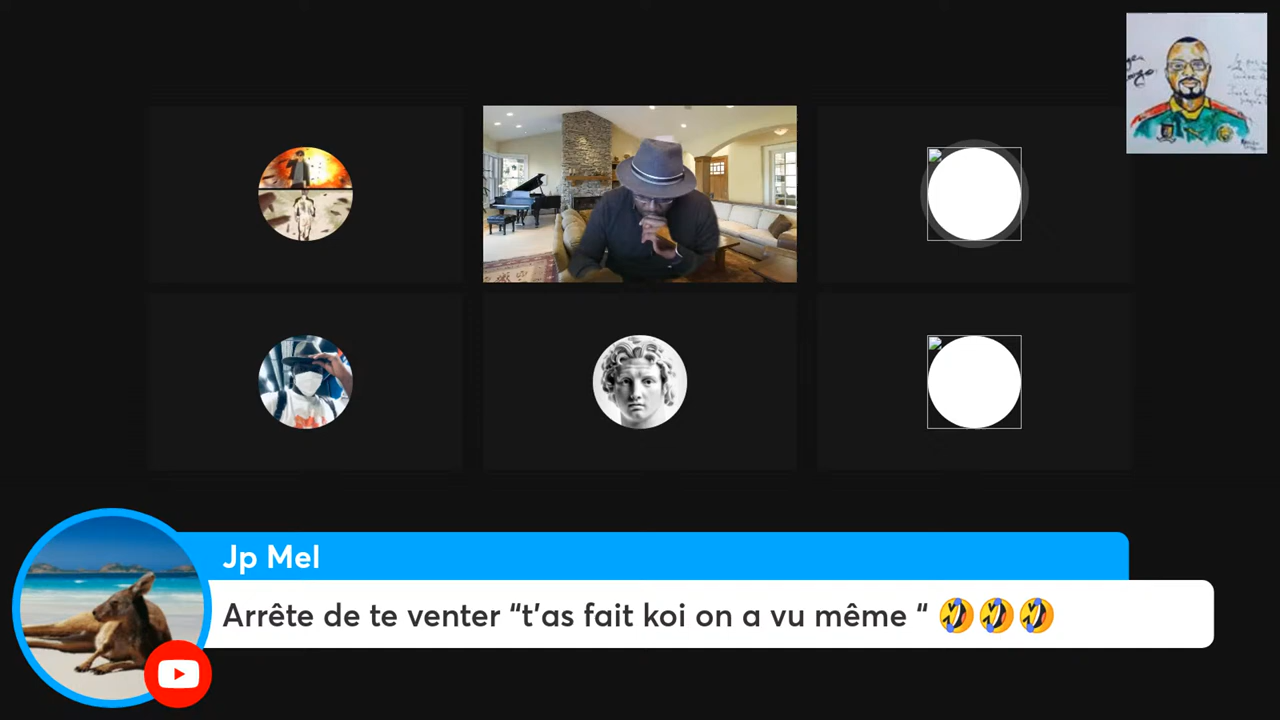 Jp Mel
Arrête de te venter “t’as fait koi on a vu même “ 🤣🤣🤣